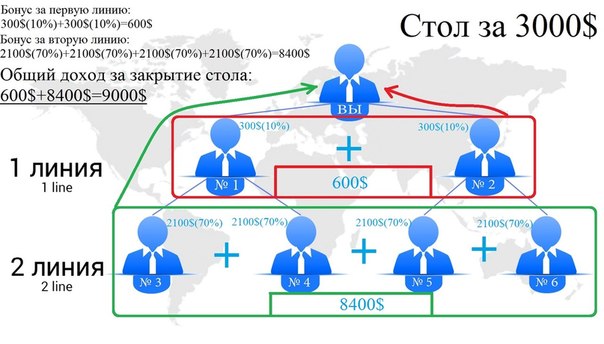 Бонус за первую линию:
300$(10%)+300$(10%)=600$
Бонус за вторую линию:
2100$(70%)+2100$(70%)+2100$(70%)+2100$(70%)=8400$
Общий доход за закрытие стола:
600$+8400$=9000$
Стол за 3000$
ВЫ
300$(10%) 300$(10%)
+
1 линия
1 line
№ 1 600$ № 2
2100$(70%) 2100$(70%) 2100$(70%) 2100$(70%)
+ + +
2 линия
2 line
№ 3 № 4 № 5 № 6
8400$